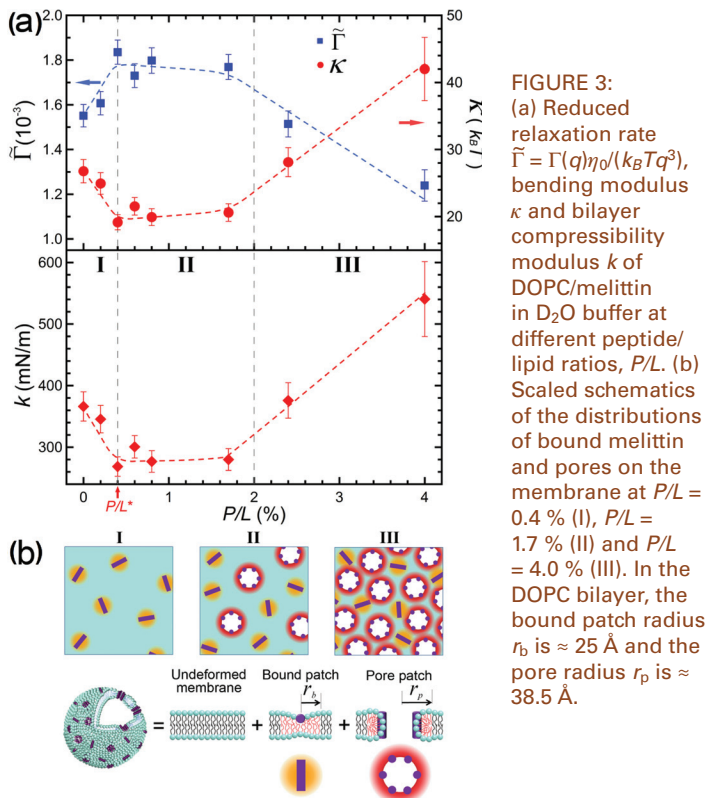 (a)
2.0
1.8
1.6
1.4
1.2
1.0
Γ̃(10⁻³)
Γ̃
κ
50
40
30
20
10
κ (k_BT)
I
II
III
600
500
400
300
k (mN/m)
0
1
2
3
4
P/L*
P/L (%)
(b)
I
II
III
Undeformed
membrane
Bound patch
r_b
Pore patch
r_p
=
+
+
FIGURE 3:
(a) Reduced
relaxation rate
Γ̃ = Γ(q)η₀/(k_BTq³),
bending modulus
κ and bilayer
compressibility
modulus k of
DOPC/melittin
in D₂O buffer at
different peptide/
lipid ratios, P/L. (b)
Scaled schematics
of the distributions
of bound melittin
and pores on the
membrane at P/L =
0.4 % (I), P/L =
1.7 % (II) and P/L
= 4.0 % (III). In the
DOPC bilayer, the
bound patch radius
r_b is ≈ 25 Å and the
pore radius r_p is ≈
38.5 Å.